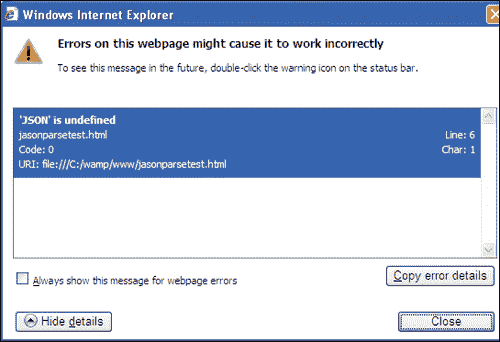 Windows Internet Explorer
Errors on this webpage might cause it to work incorrectly
To see this message in the future, double-click the warning icon on the status bar.
'JSON' is undefined
jasonparsetest.html Line: 6
Code: 0 Char: 1
URI: file:///C:/wamp/www/jasonparsetest.html
Always show this message for webpage errors
Copy error details
Hide details
Close